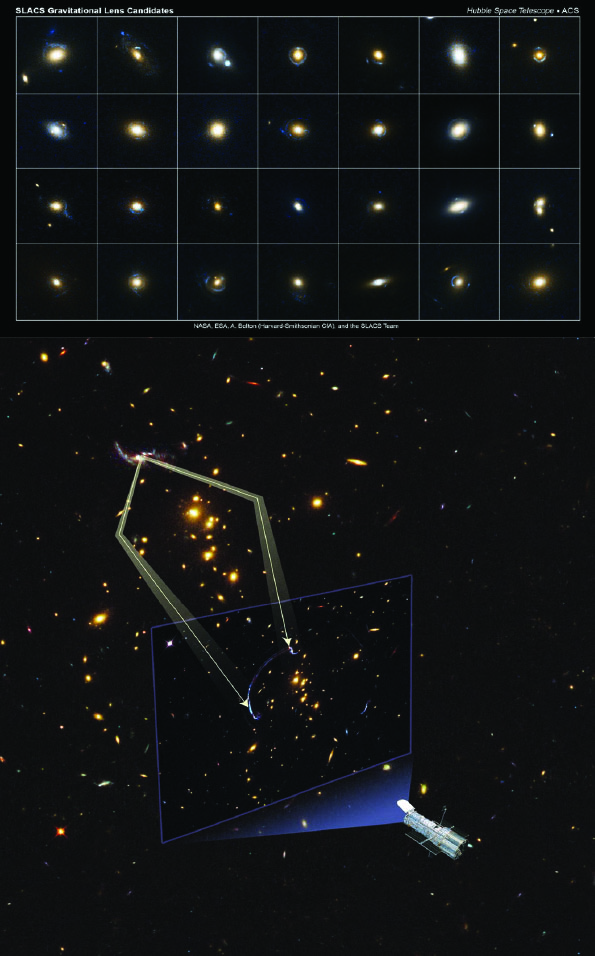 SLACS Gravitational Lens Candidates
Hubble Space Telescope • ACS
NASA, ESA, A. Bolton (Harvard-Smithsonian CfA), and the SLACS Team